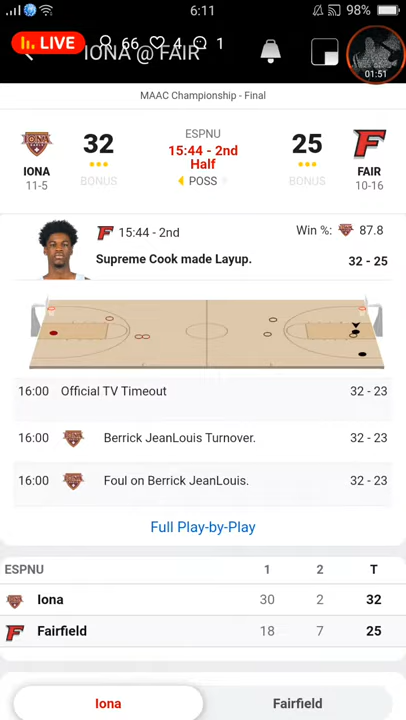 6:11
98%
LIVE
66 4 1
IONA @ FAIR
01:51
MAAC Championship - Final
32
ESPNU
15:44 - 2nd
Half
25
IONA
11-5
BONUS
POSS
BONUS
FAIR
10-16
F 15:44 - 2nd
Win %: 87.8
Supreme Cook made Layup.
32 - 25
16:00 Official TV Timeout 32 - 23
16:00 Berrick JeanLouis Turnover. 32 - 23
16:00 Foul on Berrick JeanLouis. 32 - 23
Full Play-by-Play
ESPNU 1 2 T
Iona 30 2 32
Fairfield 18 7 25
Iona Fairfield